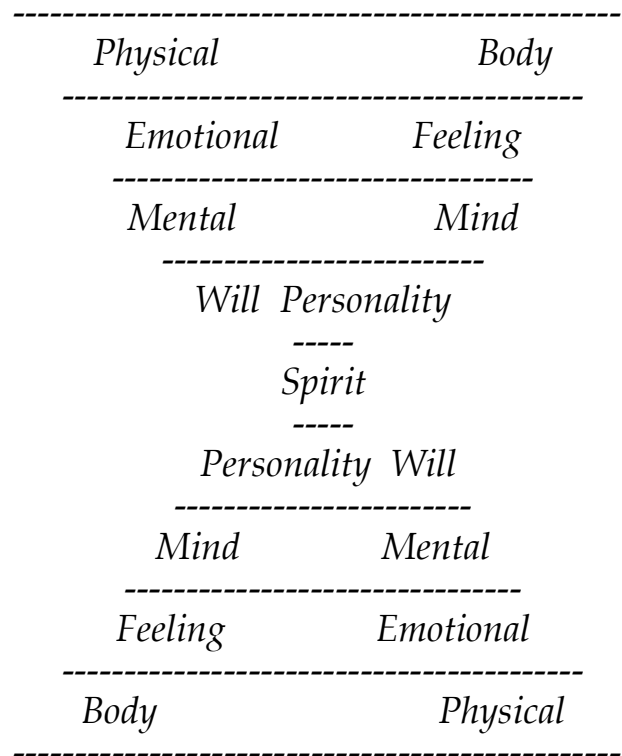 Physical Body
Emotional Feeling
Mental Mind
Will Personality
Spirit
Personality Will
Mind Mental
Feeling Emotional
Body Physical